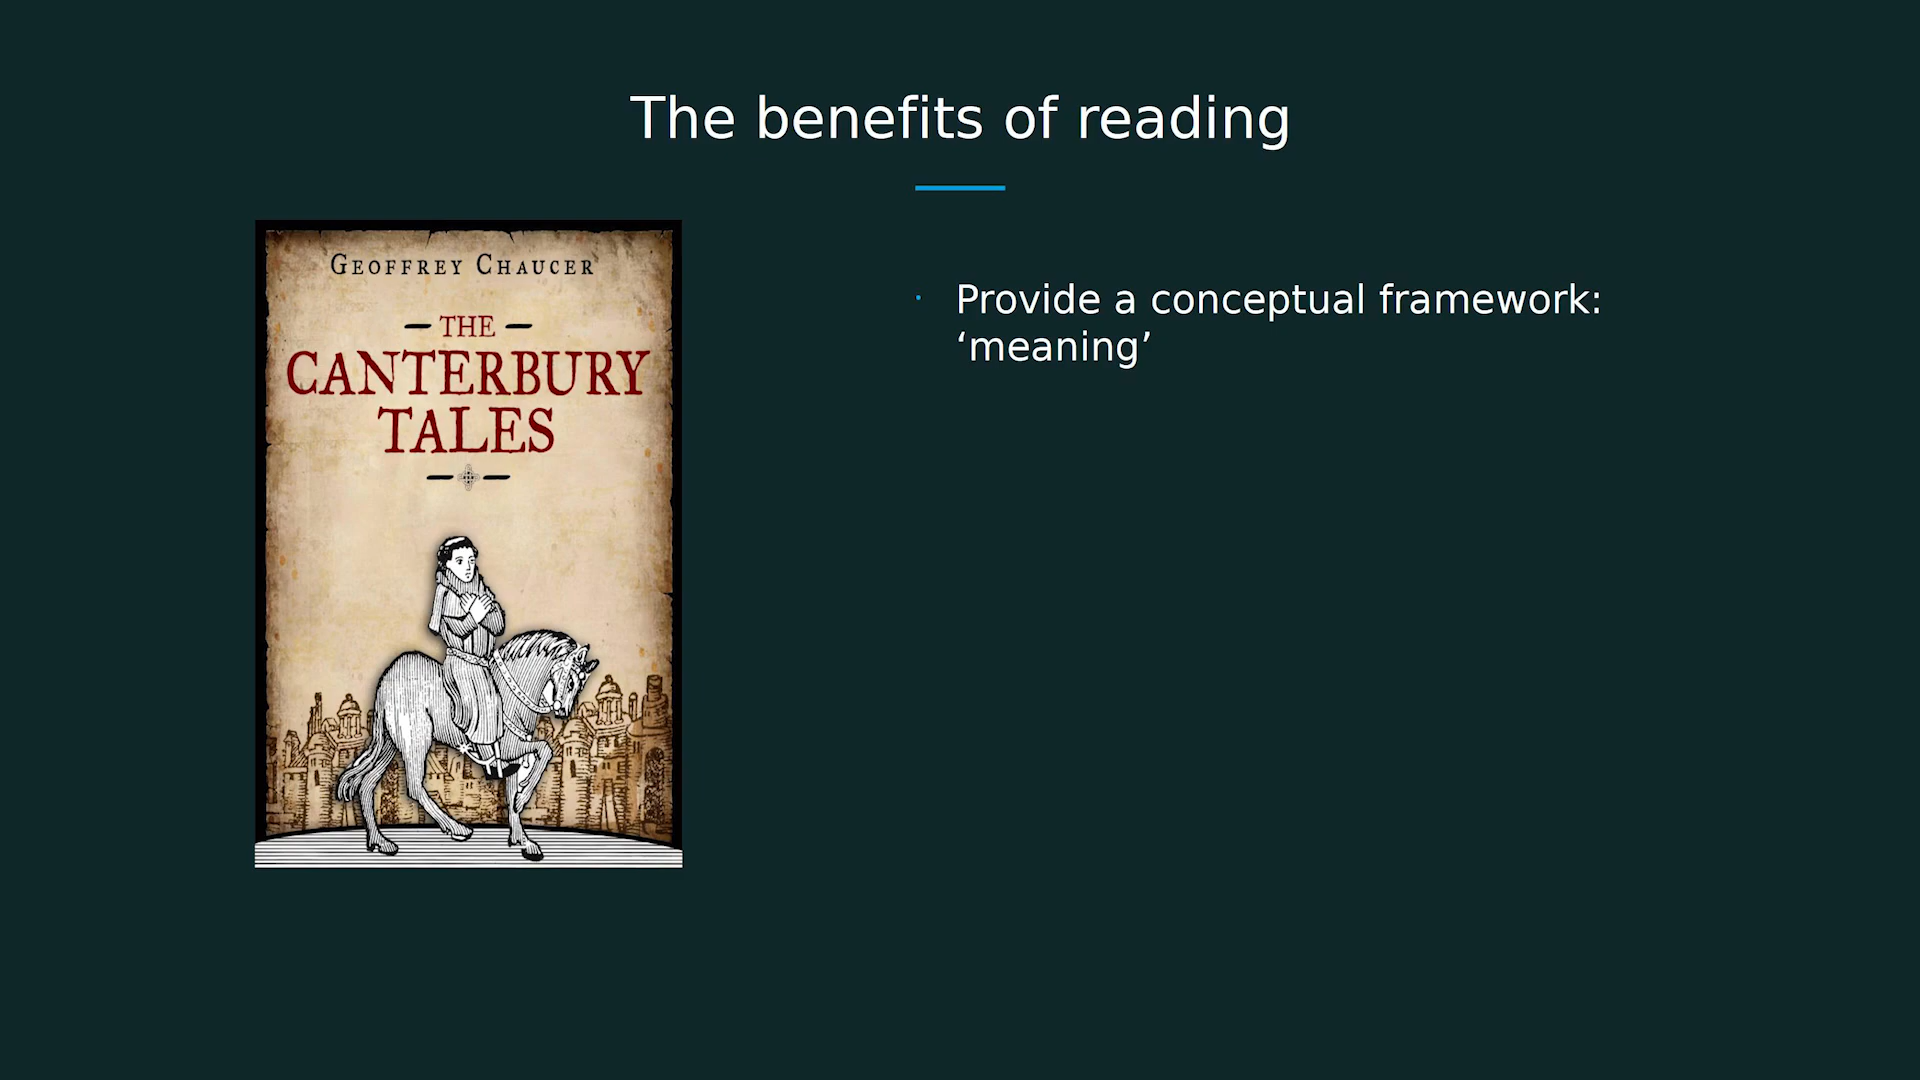 The benefits of reading
GEOFFREY CHAUCER
THE
CANTERBURY
TALES
Provide a conceptual framework:
‘meaning’